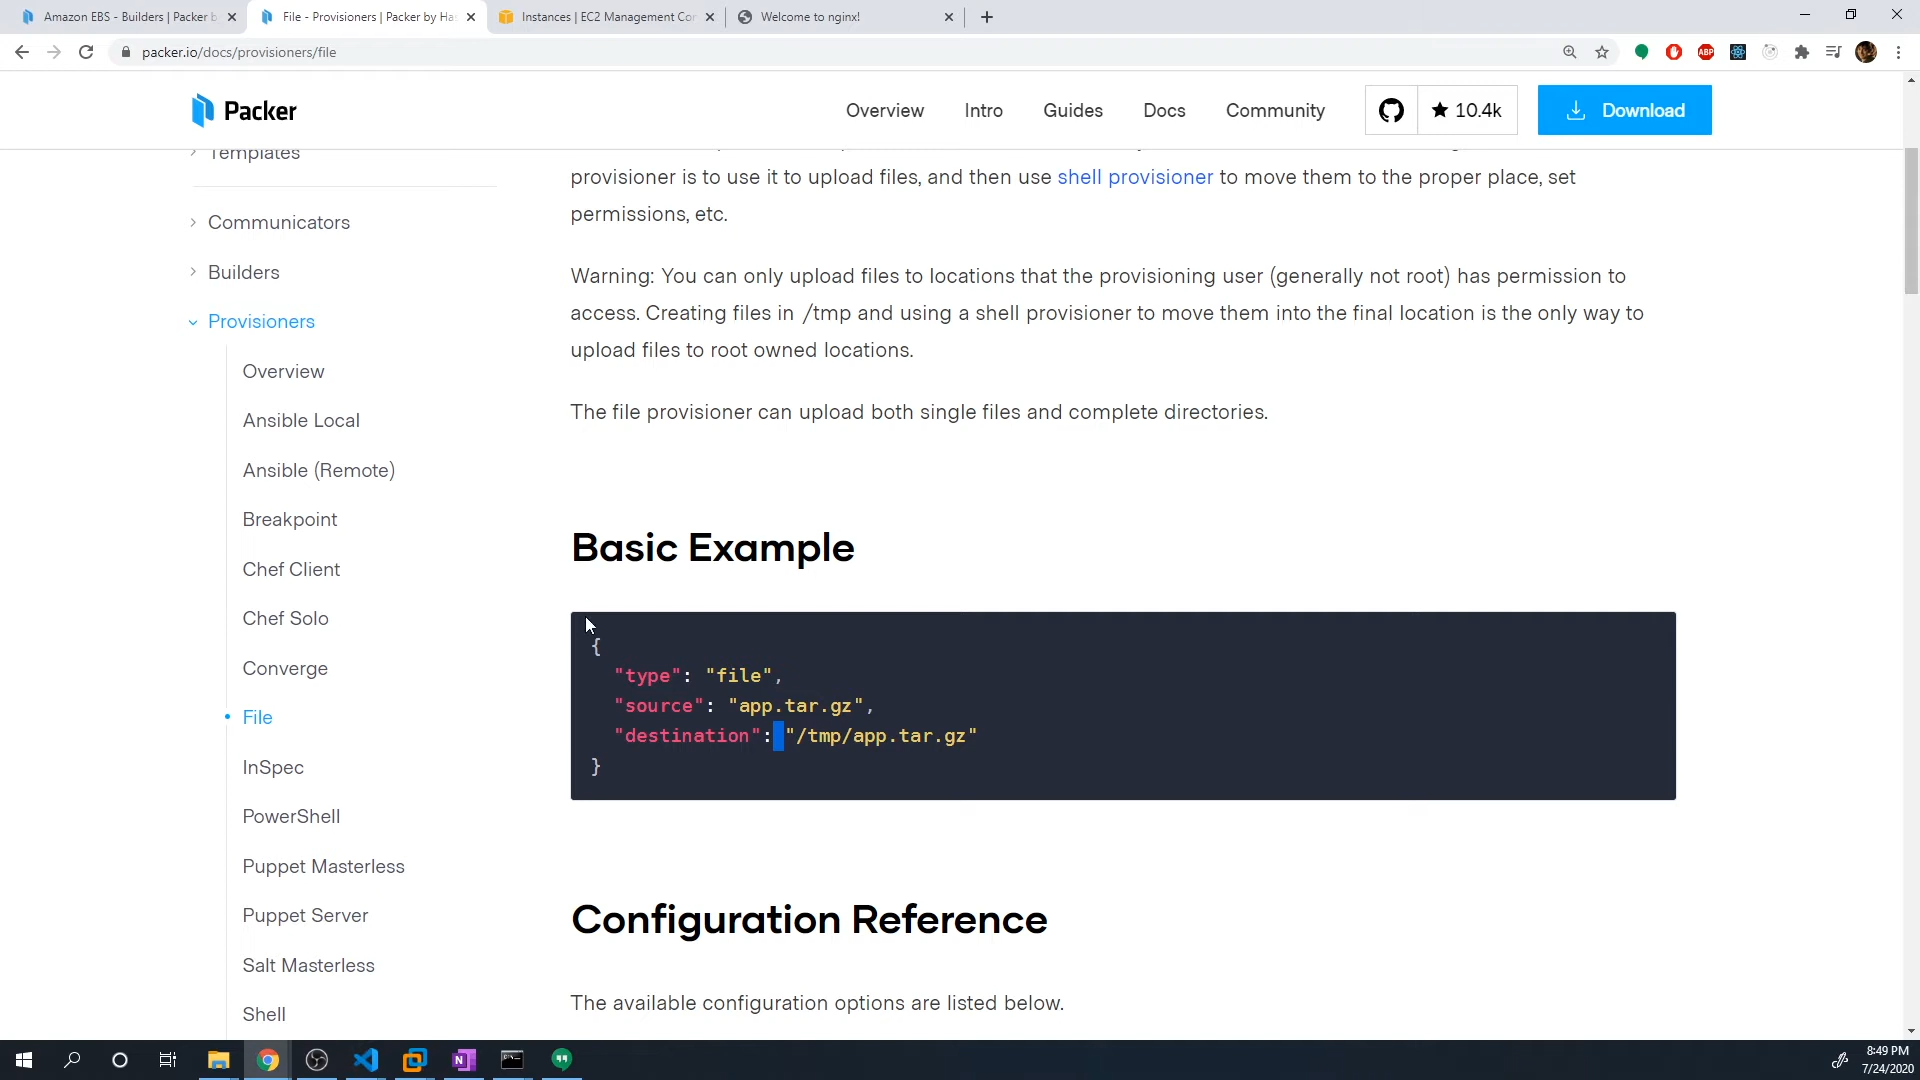 Amazon EBS - Builders | Packer b
File - Provisioners | Packer by Has
Instances | EC2 Management Con
Welcome to nginx!
packer.io/docs/provisioners/file
ABP
Packer
Overview
Intro
Guides
Docs
Community
10.4k
Download
Templates
Communicators
Builders
Provisioners
Overview
Ansible Local
Ansible (Remote)
Breakpoint
Chef Client
Chef Solo
Converge
File
InSpec
PowerShell
Puppet Masterless
Puppet Server
Salt Masterless
Shell
provisioner is to use it to upload files, and then use shell provisioner to move them to the proper place, set
permissions, etc.
Warning: You can only upload files to locations that the provisioning user (generally not root) has permission to
access. Creating files in /tmp and using a shell provisioner to move them into the final location is the only way to
upload files to root owned locations.
The file provisioner can upload both single files and complete directories.
Basic Example
{
"type": "file",
"source": "app.tar.gz",
"destination": "/tmp/app.tar.gz"
}
Configuration Reference
The available configuration options are listed below.
8:49 PM
7/24/2020